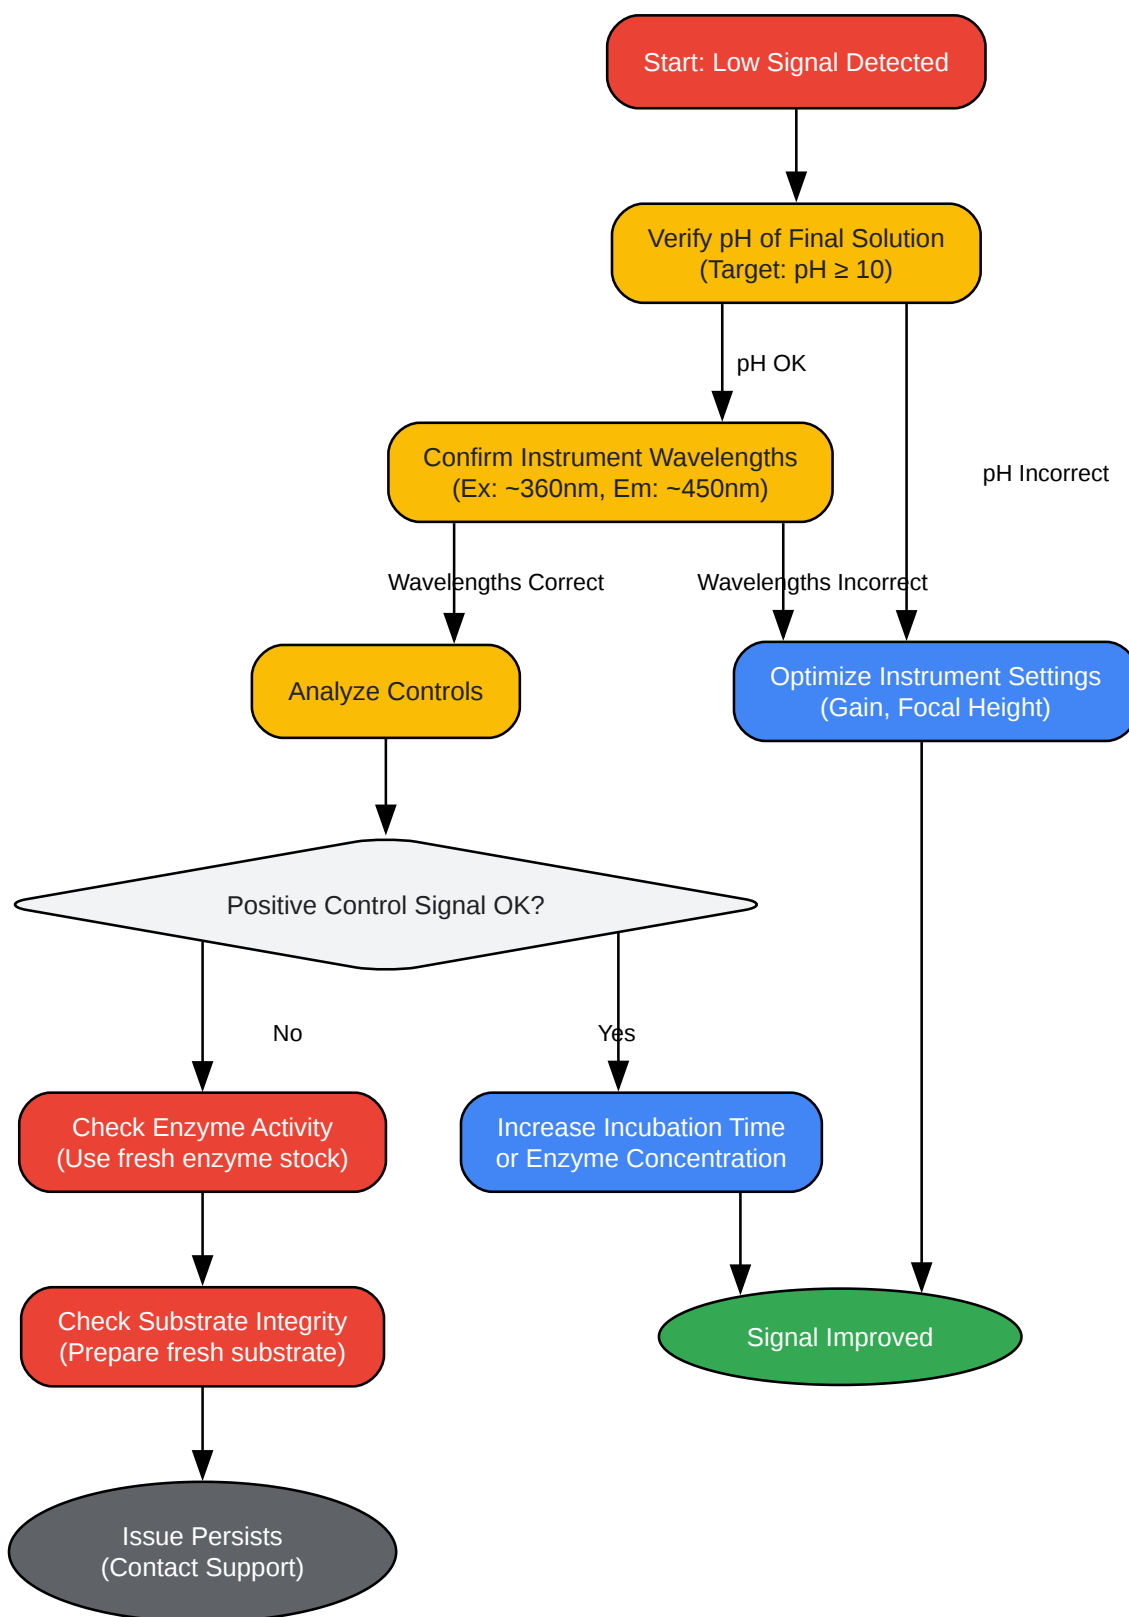 Start: Low Signal Detected
Verify pH of Final Solution
(Target: pH ≥ 10)
pH OK
Confirm Instrument Wavelengths
(Ex: ~360nm, Em: ~450nm)
pH Incorrect
Wavelengths Correct
Wavelengths Incorrect
Analyze Controls
Optimize Instrument Settings
(Gain, Focal Height)
Positive Control Signal OK?
No
Yes
Check Enzyme Activity
(Use fresh enzyme stock)
Increase Incubation Time
or Enzyme Concentration
Check Substrate Integrity
(Prepare fresh substrate)
Signal Improved
Issue Persists
(Contact Support)